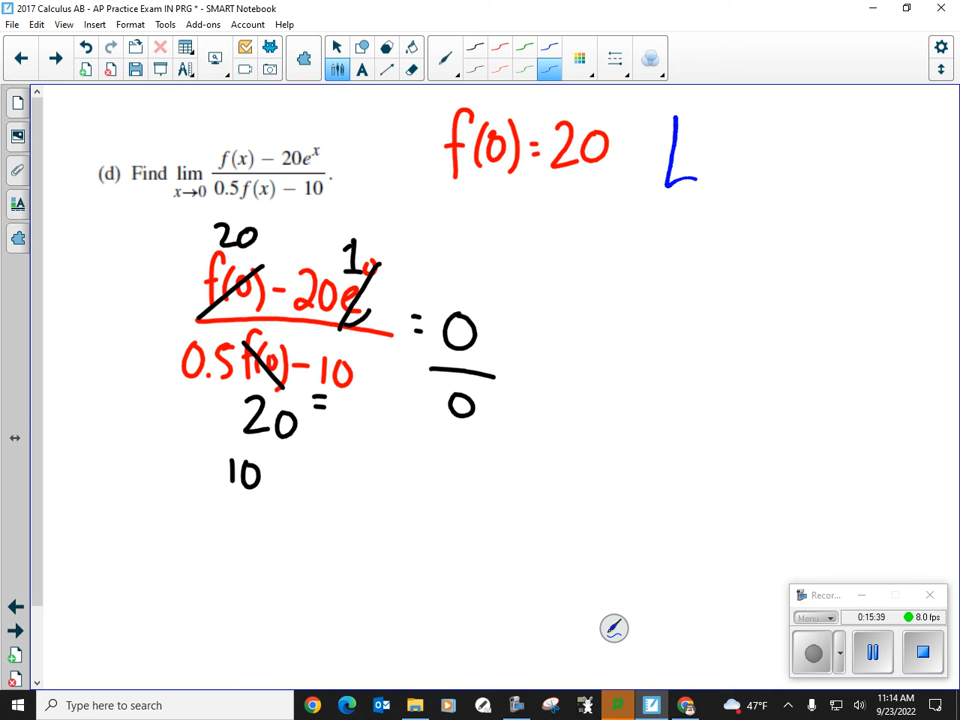 2017 Calculus AB - AP Practice Exam IN PRG * - SMART Notebook
File Edit View Insert Format Tools Add-ons Account Help
f(0) = 20 L
(d) Find lim x→0 f(x) − 20e^x / 0.5f(x) − 10 .
20 1
f(0) - 20e^0
0.5 f(0) - 10
= 0
0
20 =
10
Recor...
Menu...
0:15:39 8.0 fps
Type here to search
47°F
11:14 AM
9/23/2022